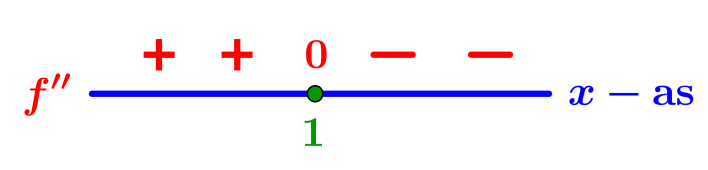 + + 0 − −
f″ x − as
1